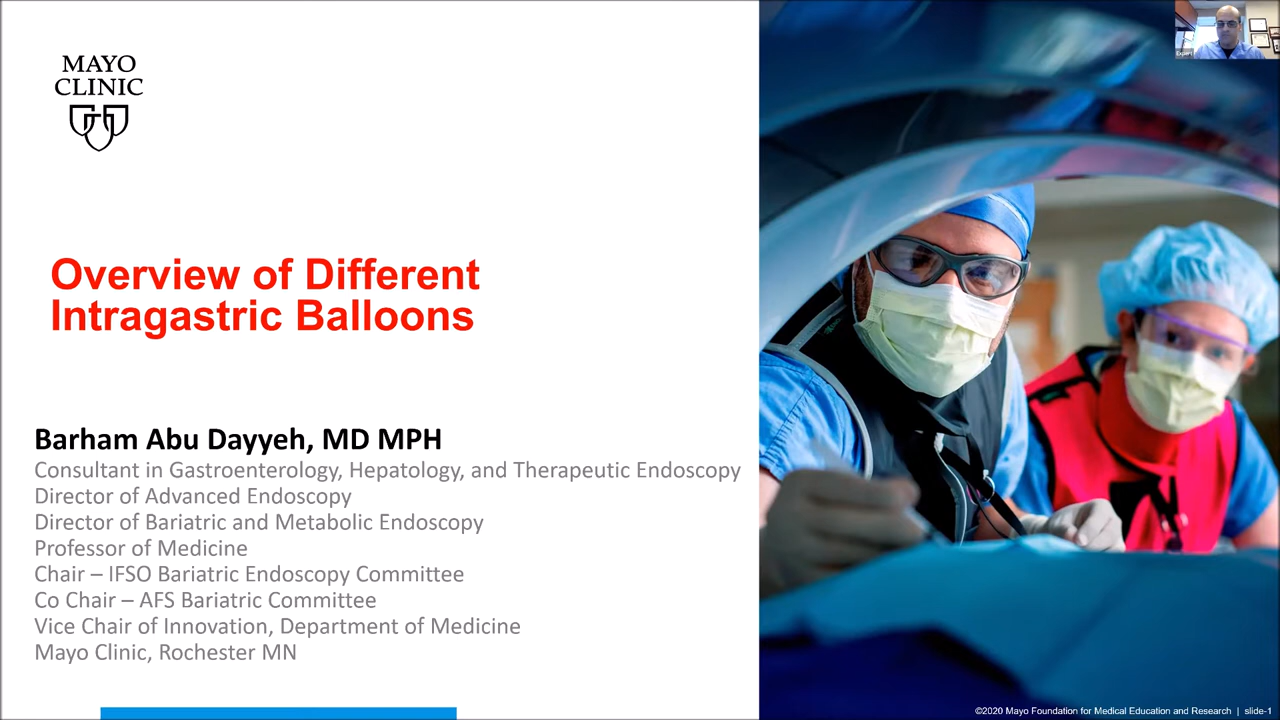 MAYO
CLINIC
Overview of Different
Intragastric Balloons
Barham Abu Dayyeh, MD MPH
Consultant in Gastroenterology, Hepatology, and Therapeutic Endoscopy
Director of Advanced Endoscopy
Director of Bariatric and Metabolic Endoscopy
Professor of Medicine
Chair – IFSO Bariatric Endoscopy Committee
Co Chair – AFS Bariatric Committee
Vice Chair of Innovation, Department of Medicine
Mayo Clinic, Rochester MN
Expert
©2020 Mayo Foundation for Medical Education and Research | slide-1